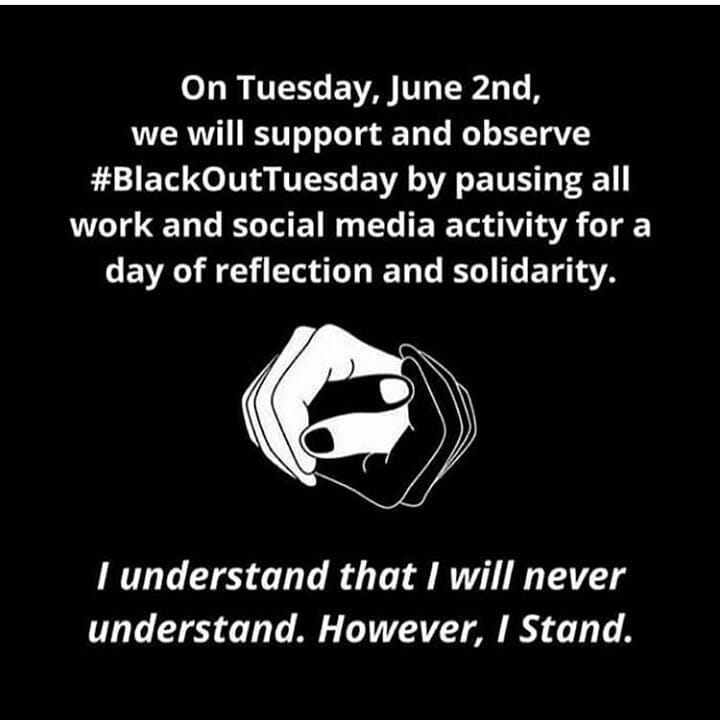 On Tuesday, June 2nd,
we will support and observe
#BlackOutTuesday by pausing all
work and social media activity for a
day of reflection and solidarity.
I understand that I will never
understand. However, I Stand.